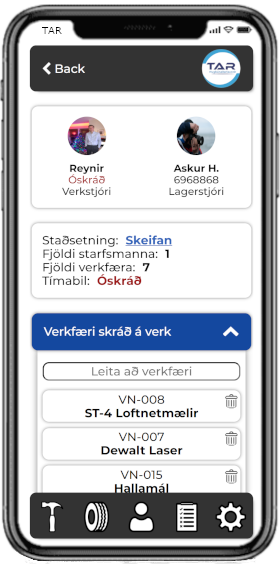 TAR
Back
TAR
Reynir
Óskráð
Verkstjóri
Askur H.
6968868
Lagerstjóri
Staðsetning: Skeifan
Fjöldi starfsmanna: 1
Fjöldi verkfæra: 7
Tímabil: Óskráð
Verkfæri skráð á verk
Leita að verkfæri
VN-008
ST-4 Loftnetmælir
VN-007
Dewalt Laser
VN-015
Hallamál